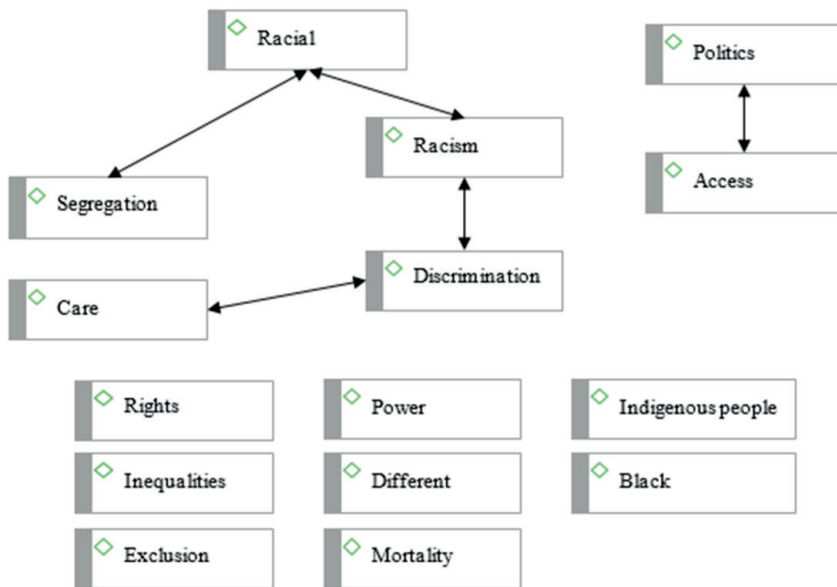 Racial
Politics
Racism
Access
Segregation
Discrimination
Care
Rights
Power
Indigenous people
Inequalities
Different
Black
Exclusion
Mortality